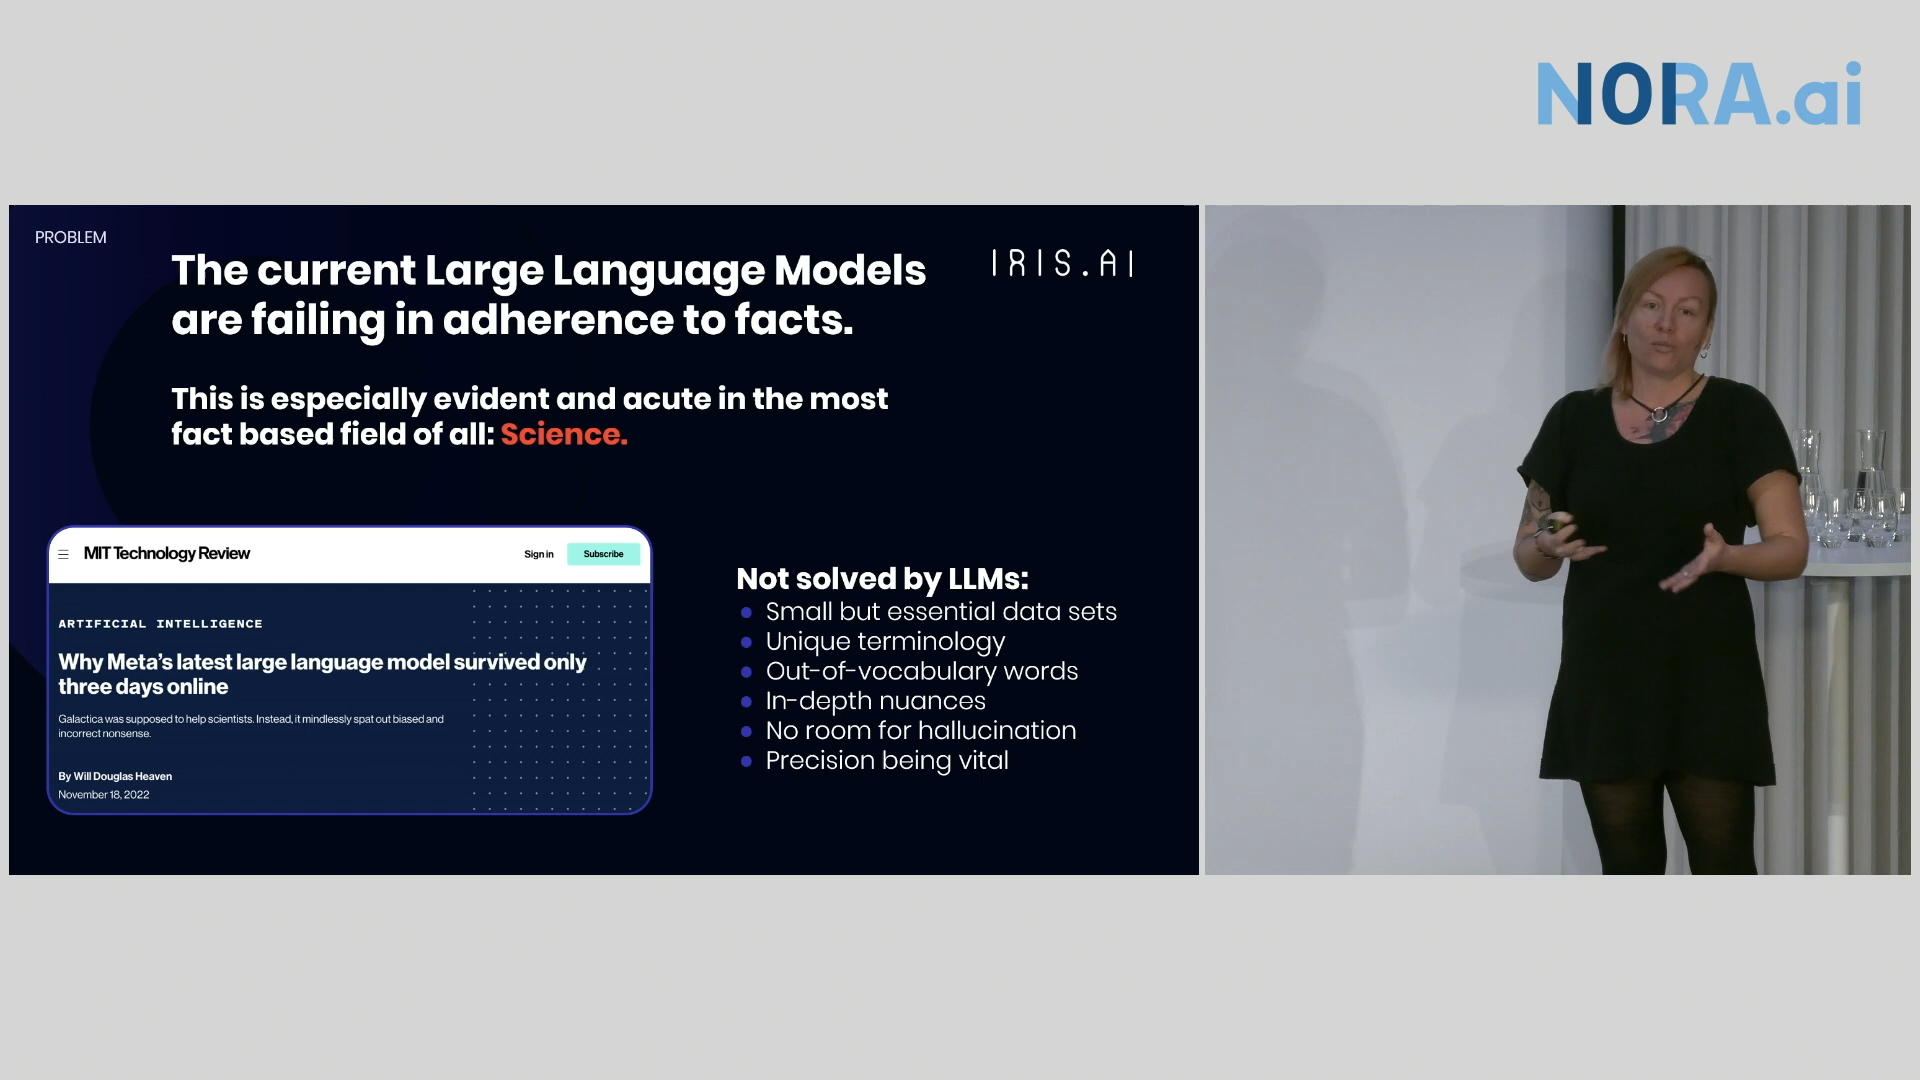 NORA.ai
PROBLEM
The current Large Language Models
are failing in adherence to facts.
IRIS.AI
This is especially evident and acute in the most
fact based field of all: Science.
MIT Technology Review
Sign in
Subscribe
ARTIFICIAL INTELLIGENCE
Why Meta’s latest large language model survived only
three days online
Galactica was supposed to help scientists. Instead, it mindlessly spat out biased and
incorrect nonsense.
By Will Douglas Heaven
November 18, 2022
Not solved by LLMs:
Small but essential data sets
Unique terminology
Out-of-vocabulary words
In-depth nuances
No room for hallucination
Precision being vital